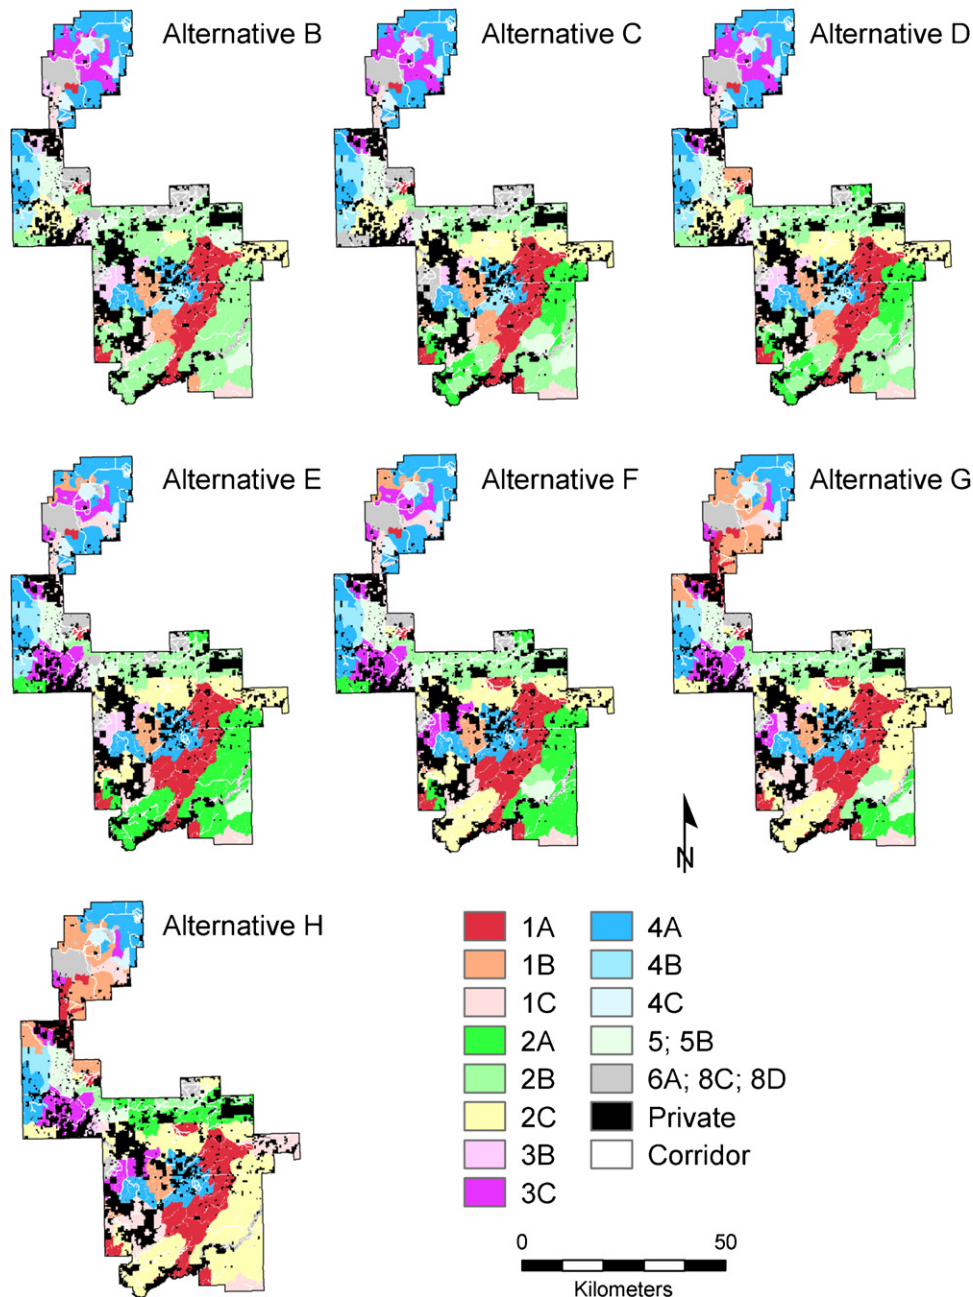 Alternative B
Alternative C
Alternative D
Alternative E
Alternative F
Alternative G
N
Alternative H
1A
1B
1C
2A
2B
2C
3B
3C
4A
4B
4C
5; 5B
6A; 8C; 8D
Private
Corridor
0 50
Kilometers